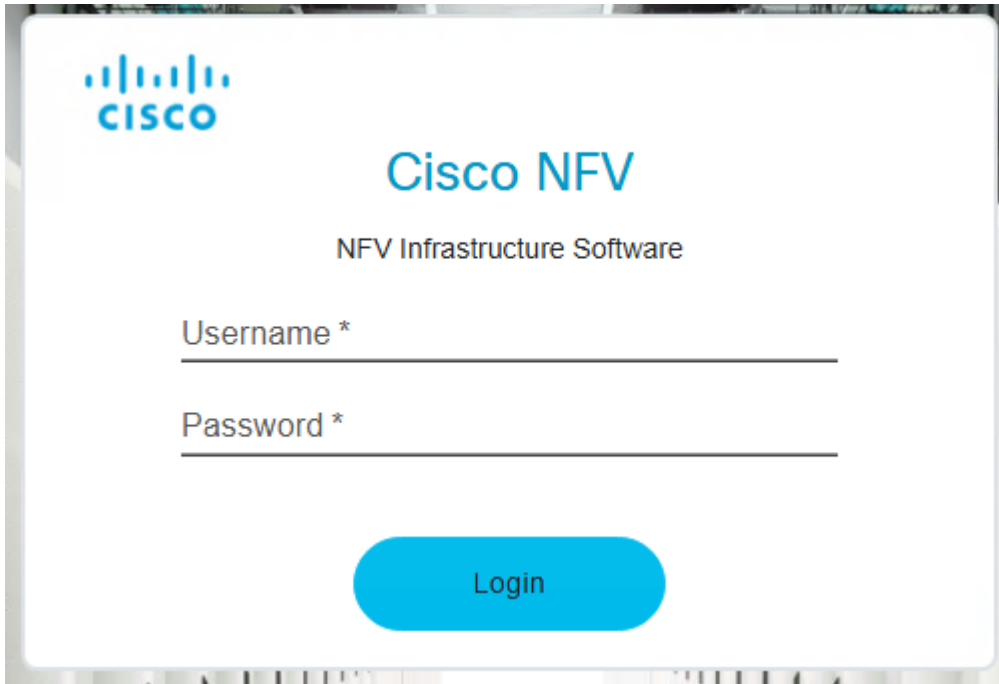 CISCO
Cisco NFV
NFV Infrastructure Software
Username *
Password *
Login